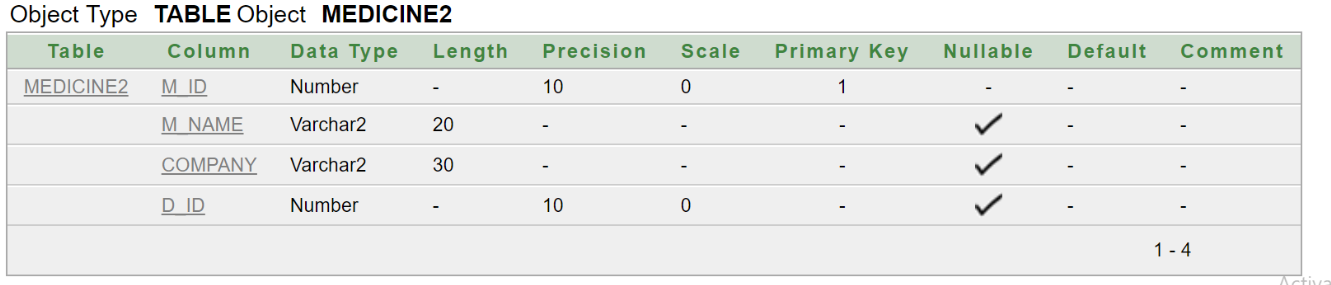 Object Type TABLE Object MEDICINE2
Table Column Data Type Length Precision Scale Primary Key Nullable Default Comment
MEDICINE2 M_ID Number - 10 0 1 - - -
M_NAME Varchar2 20 - - - ✓ - -
COMPANY Varchar2 30 - - - ✓ - -
D_ID Number - 10 0 - ✓ - -
1 - 4
Activa